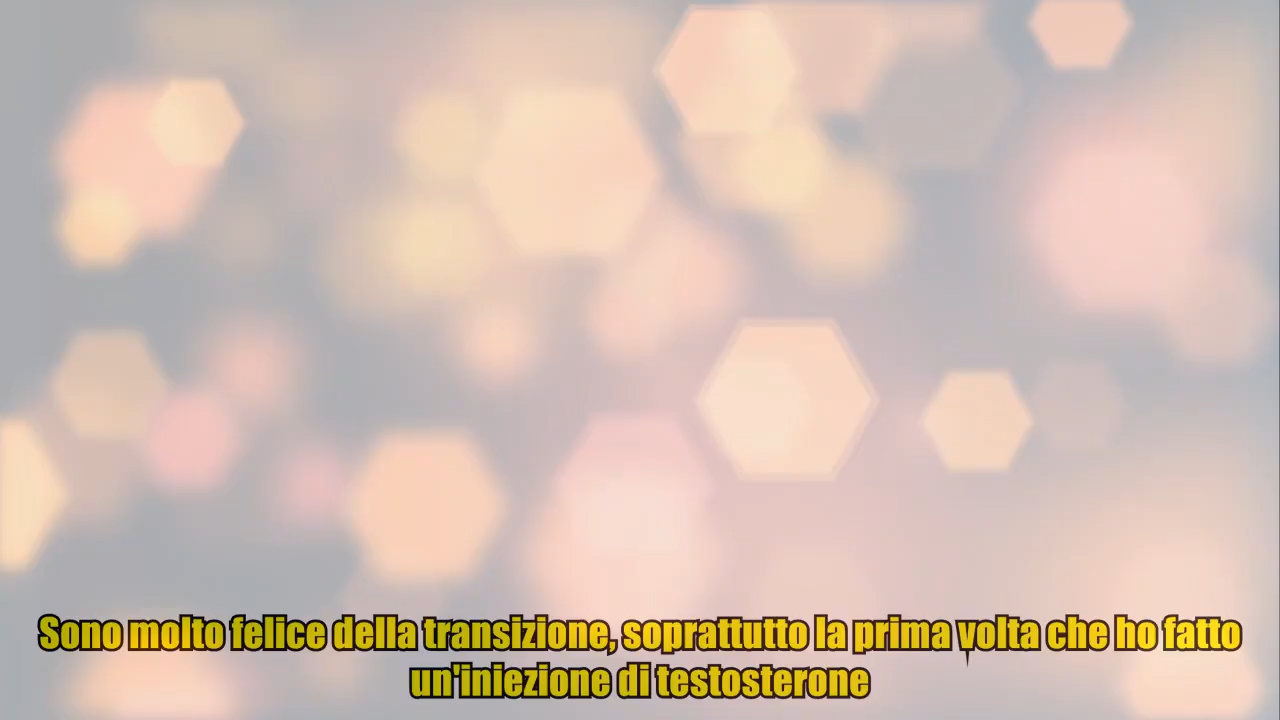 Sono molto felice della transizione, soprattutto la prima volta che ho fatto
un'iniezione di testosterone